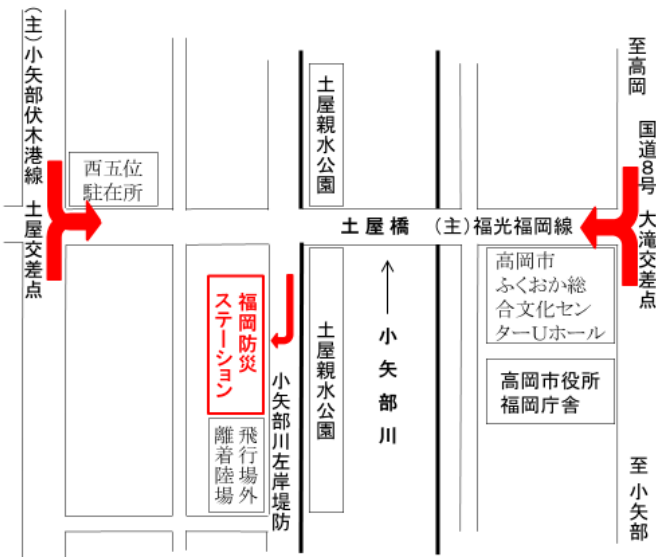 (主)小矢部伏木港線 土屋交差点
西五位
駐在所
土屋親水公園
至高岡
国道8号 大滝交差点
土屋橋 (主)福光福岡線
福岡防災
ステーション
飛行場外
離着陸場
小矢部川左岸堤防
土屋親水公園
←小矢部川
高岡市
ふくおか総
合文化セン
ターUホール
高岡市役所
福岡庁舎
至 小矢部